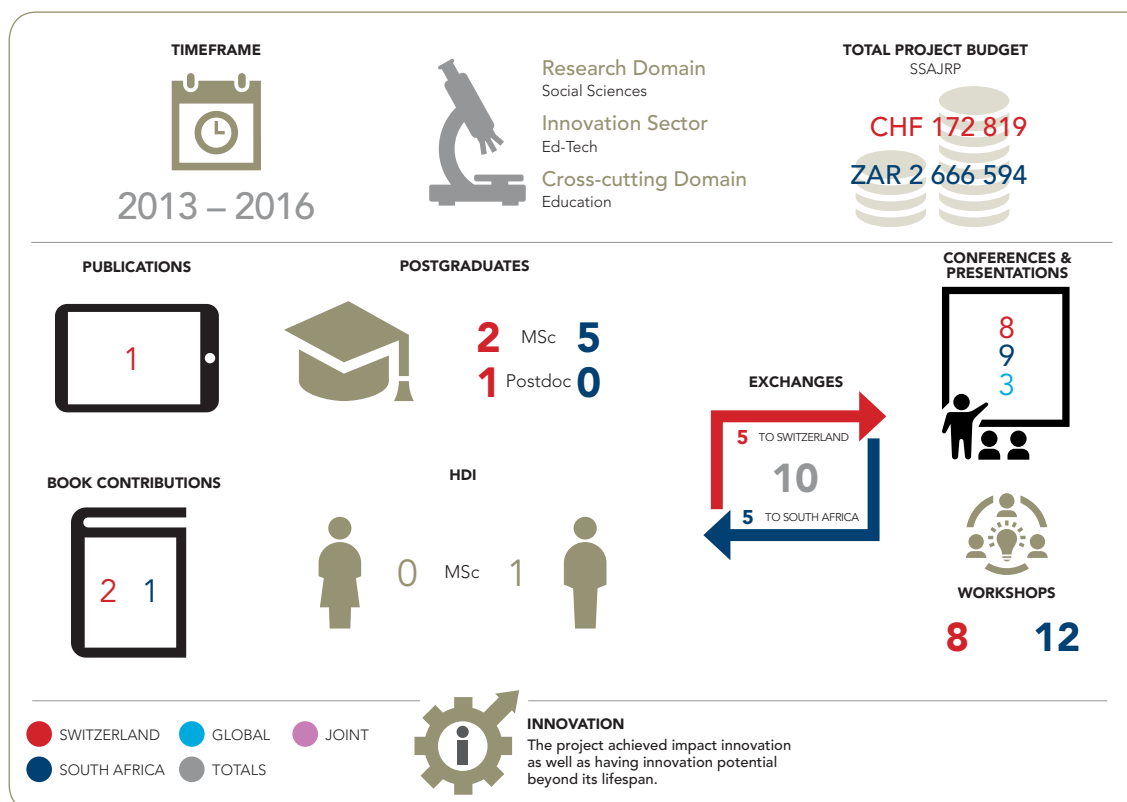 TIMEFRAME
2013 – 2016
Research Domain
Social Sciences
Innovation Sector
Ed-Tech
Cross-cutting Domain
Education
TOTAL PROJECT BUDGET
SSAJRP
CHF 172 819
ZAR 2 666 594
PUBLICATIONS
1
POSTGRADUATES
2 MSc 5
1 Postdoc 0
EXCHANGES
5 TO SWITZERLAND
10
5 TO SOUTH AFRICA
CONFERENCES &
PRESENTATIONS
8
9
3
BOOK CONTRIBUTIONS
2 1
HDI
0 MSc 1
WORKSHOPS
8 12
SWITZERLAND GLOBAL JOINT
SOUTH AFRICA TOTALS
i
INNOVATION
The project achieved impact innovation
as well as having innovation potential
beyond its lifespan.